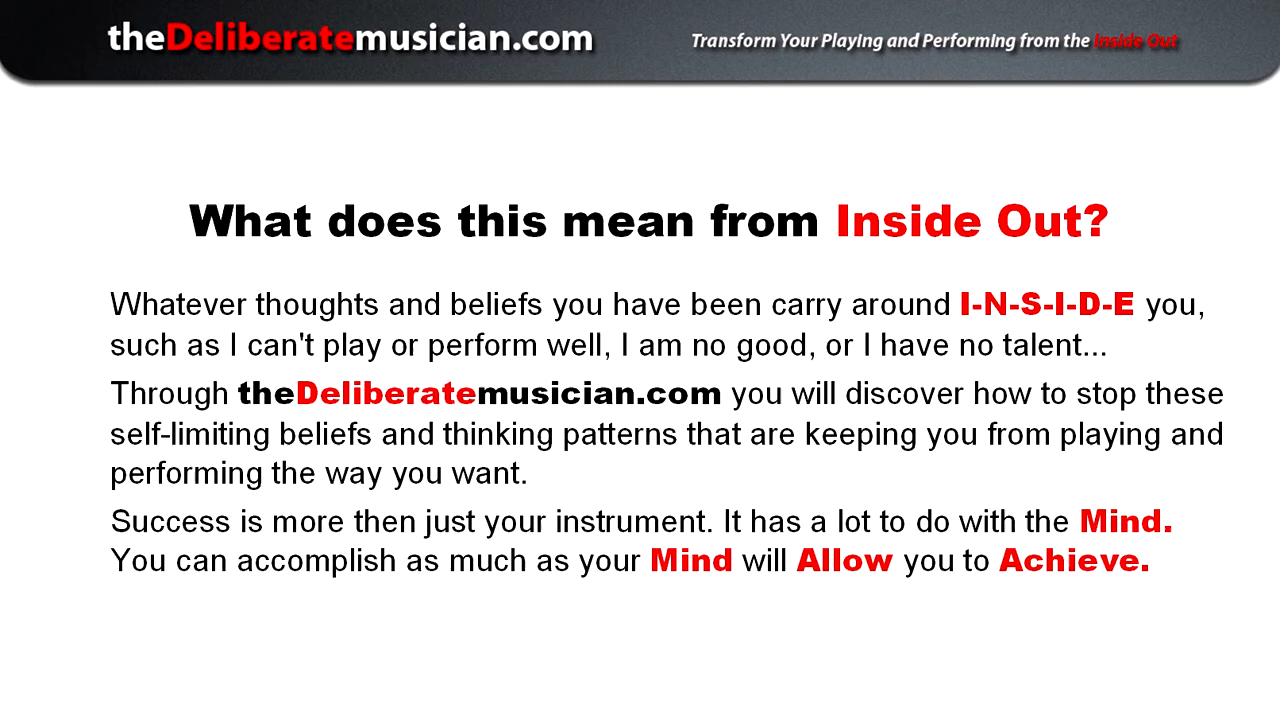 theDeliberatemusician.com
Transform Your Playing and Performing from the Inside Out
What does this mean from Inside Out?
Whatever thoughts and beliefs you have been carry around I-N-S-I-D-E you,
such as I can't play or perform well, I am no good, or I have no talent...
Through theDeliberatemusician.com you will discover how to stop these
self-limiting beliefs and thinking patterns that are keeping you from playing and
performing the way you want.
Success is more then just your instrument. It has a lot to do with the Mind.
You can accomplish as much as your Mind will Allow you to Achieve.